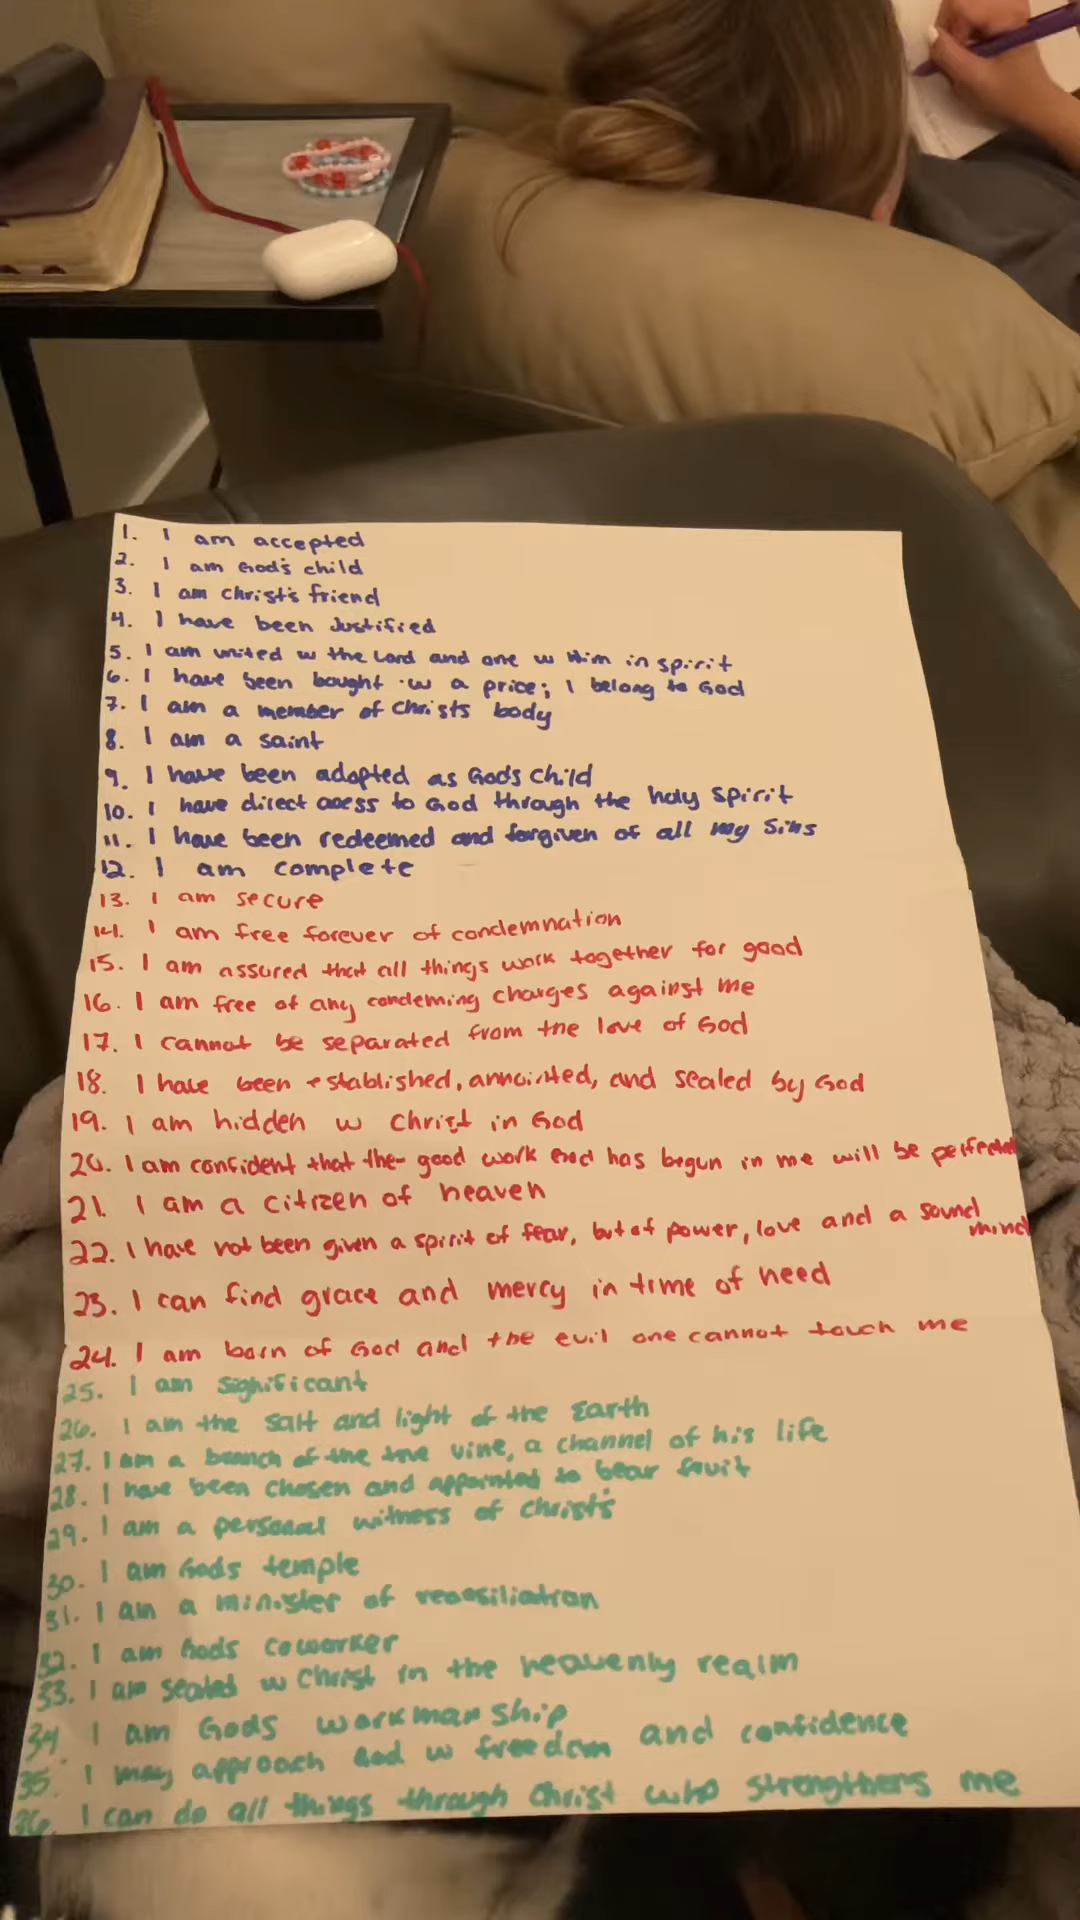 1. I am accepted
2. I am God's child
3. I am christ's friend
4. I have been Justified
5. I am united w the Lord and one w Him in spirit
6. I have been bought w a price; I belong to God
7. I am a member of christs body
8. I am a saint
9. I have been adopted as Gods child
10. I have direct acess to God through the holy spirit
11. I have been redeemed and forgiven of all my Sins
12. I am complete
13. I am secure
14. I am free forever of condemnation
15. I am assured that all things work together for good
16. I am free of any condeming charges against me
17. I cannot be separated from the love of God
18. I have been established, annointed, and sealed by God
19. I am hidden w Christ in God
20. I am confident that the good work God has begun in me will be perfected
21. I am a citizen of heaven
22. I have not been given a spirit of fear, but of power, love and a sound
mind
23. I can find grace and mercy in time of need
24. I am born of God and the evil one cannot touch me
25. I am significant
26. I am the salt and light of the Earth
27. I am a branch of the true vine, a channel of his life
28. I have been chosen and appointed to bear fruit
29. I am a personal witness of christ's
30. I am Gods temple
31. I am a minister of
32. I am Gods coworker
33. I am seated w Christ in the heavenly realm
34 I am Gods workmanship
35. I may approach God w freedom and confidence
36. I can do all things through Christ who strengthens me